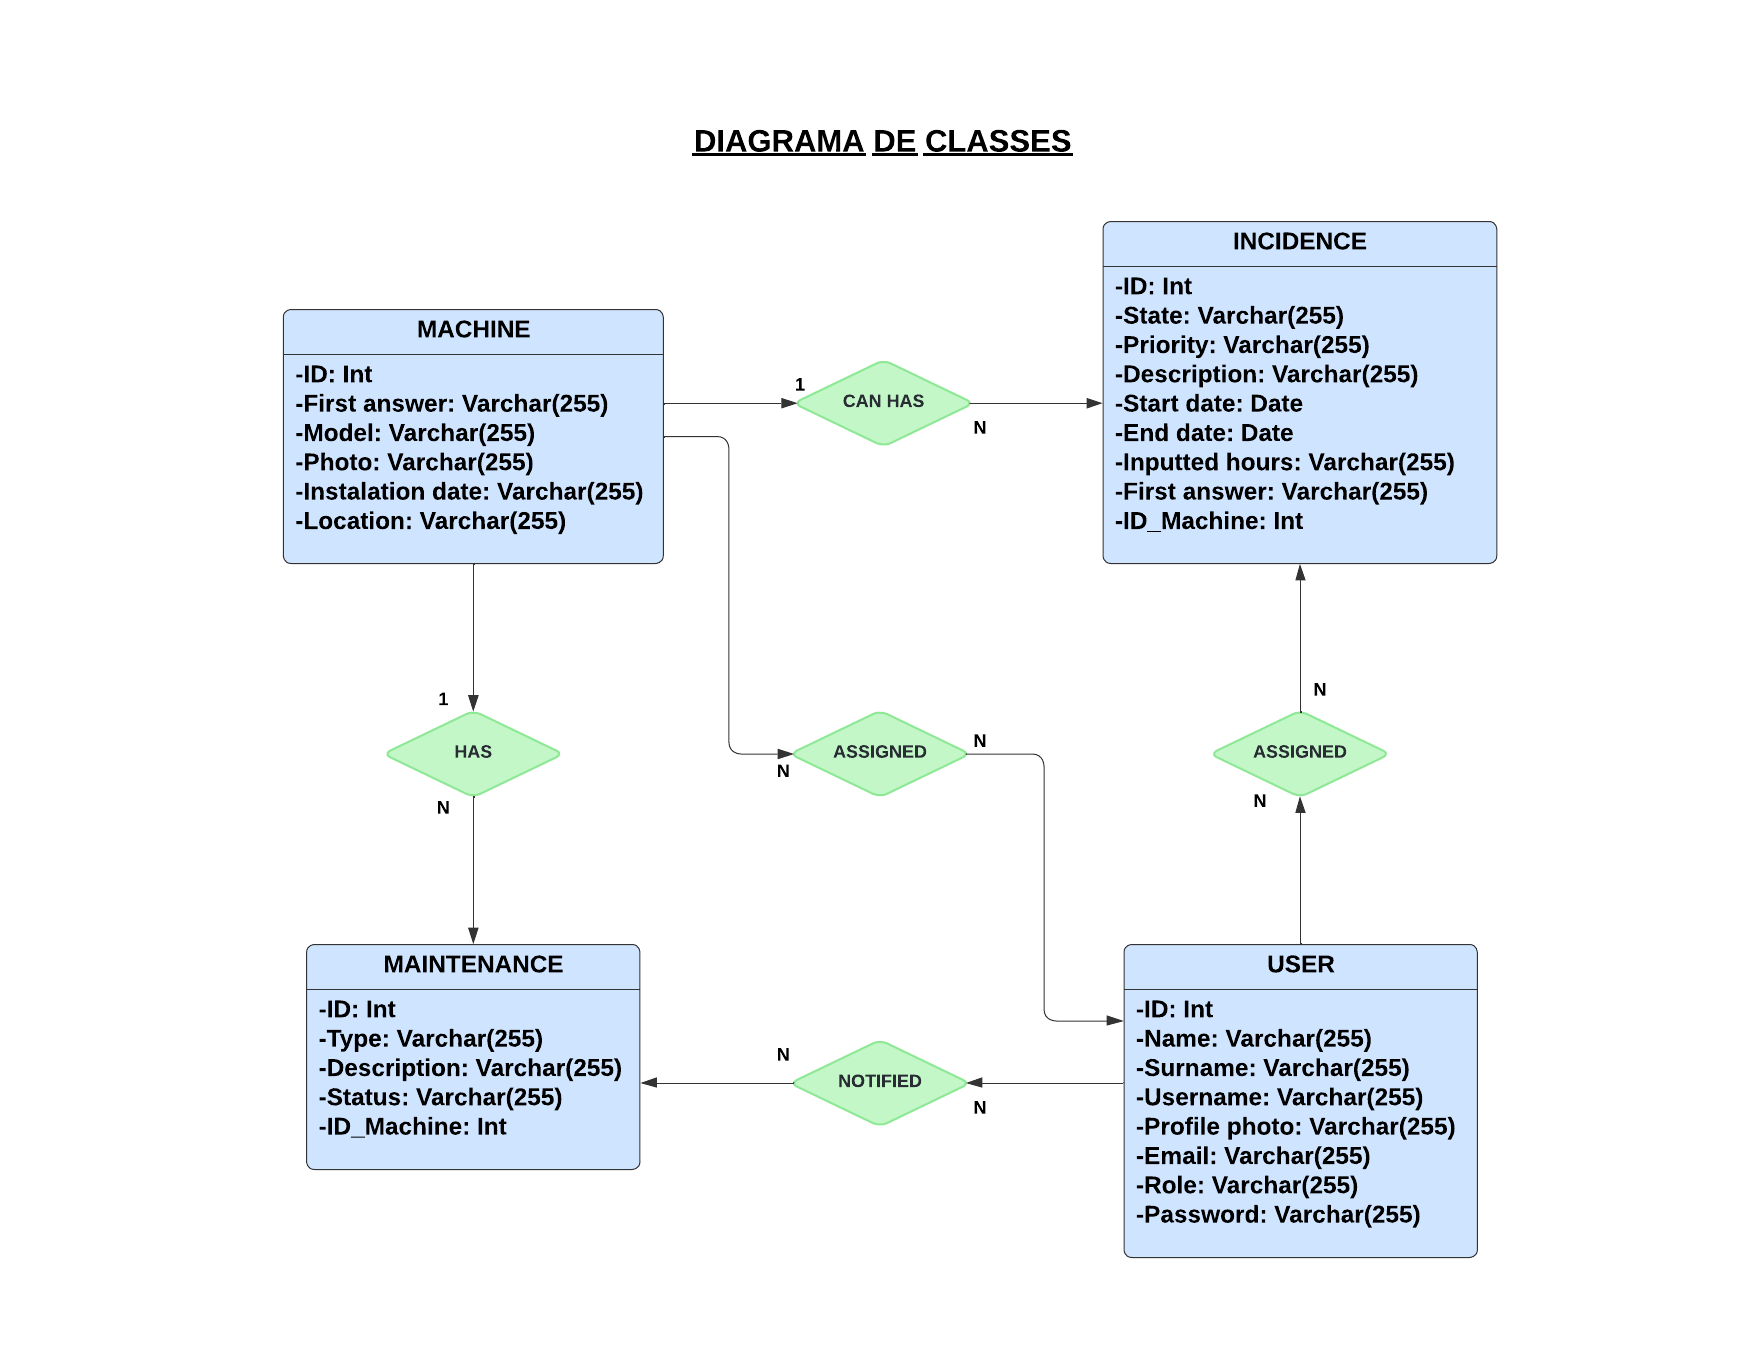 DIAGRAMA DE CLASSES
INCIDENCE
-ID: Int
-State: Varchar(255)
-Priority: Varchar(255)
-Description: Varchar(255)
-Start date: Date
-End date: Date
-Inputted hours: Varchar(255)
-First answer: Varchar(255)
-ID_Machine: Int
MACHINE
-ID: Int
-First answer: Varchar(255)
-Model: Varchar(255)
-Photo: Varchar(255)
-Instalation date: Varchar(255)
-Location: Varchar(255)
1
CAN HAS
N
1
HAS
N
N
ASSIGNED
N
N
ASSIGNED
N
MAINTENANCE
-ID: Int
-Type: Varchar(255)
-Description: Varchar(255)
-Status: Varchar(255)
-ID_Machine: Int
N
NOTIFIED
N
USER
-ID: Int
-Name: Varchar(255)
-Surname: Varchar(255)
-Username: Varchar(255)
-Profile photo: Varchar(255)
-Email: Varchar(255)
-Role: Varchar(255)
-Password: Varchar(255)